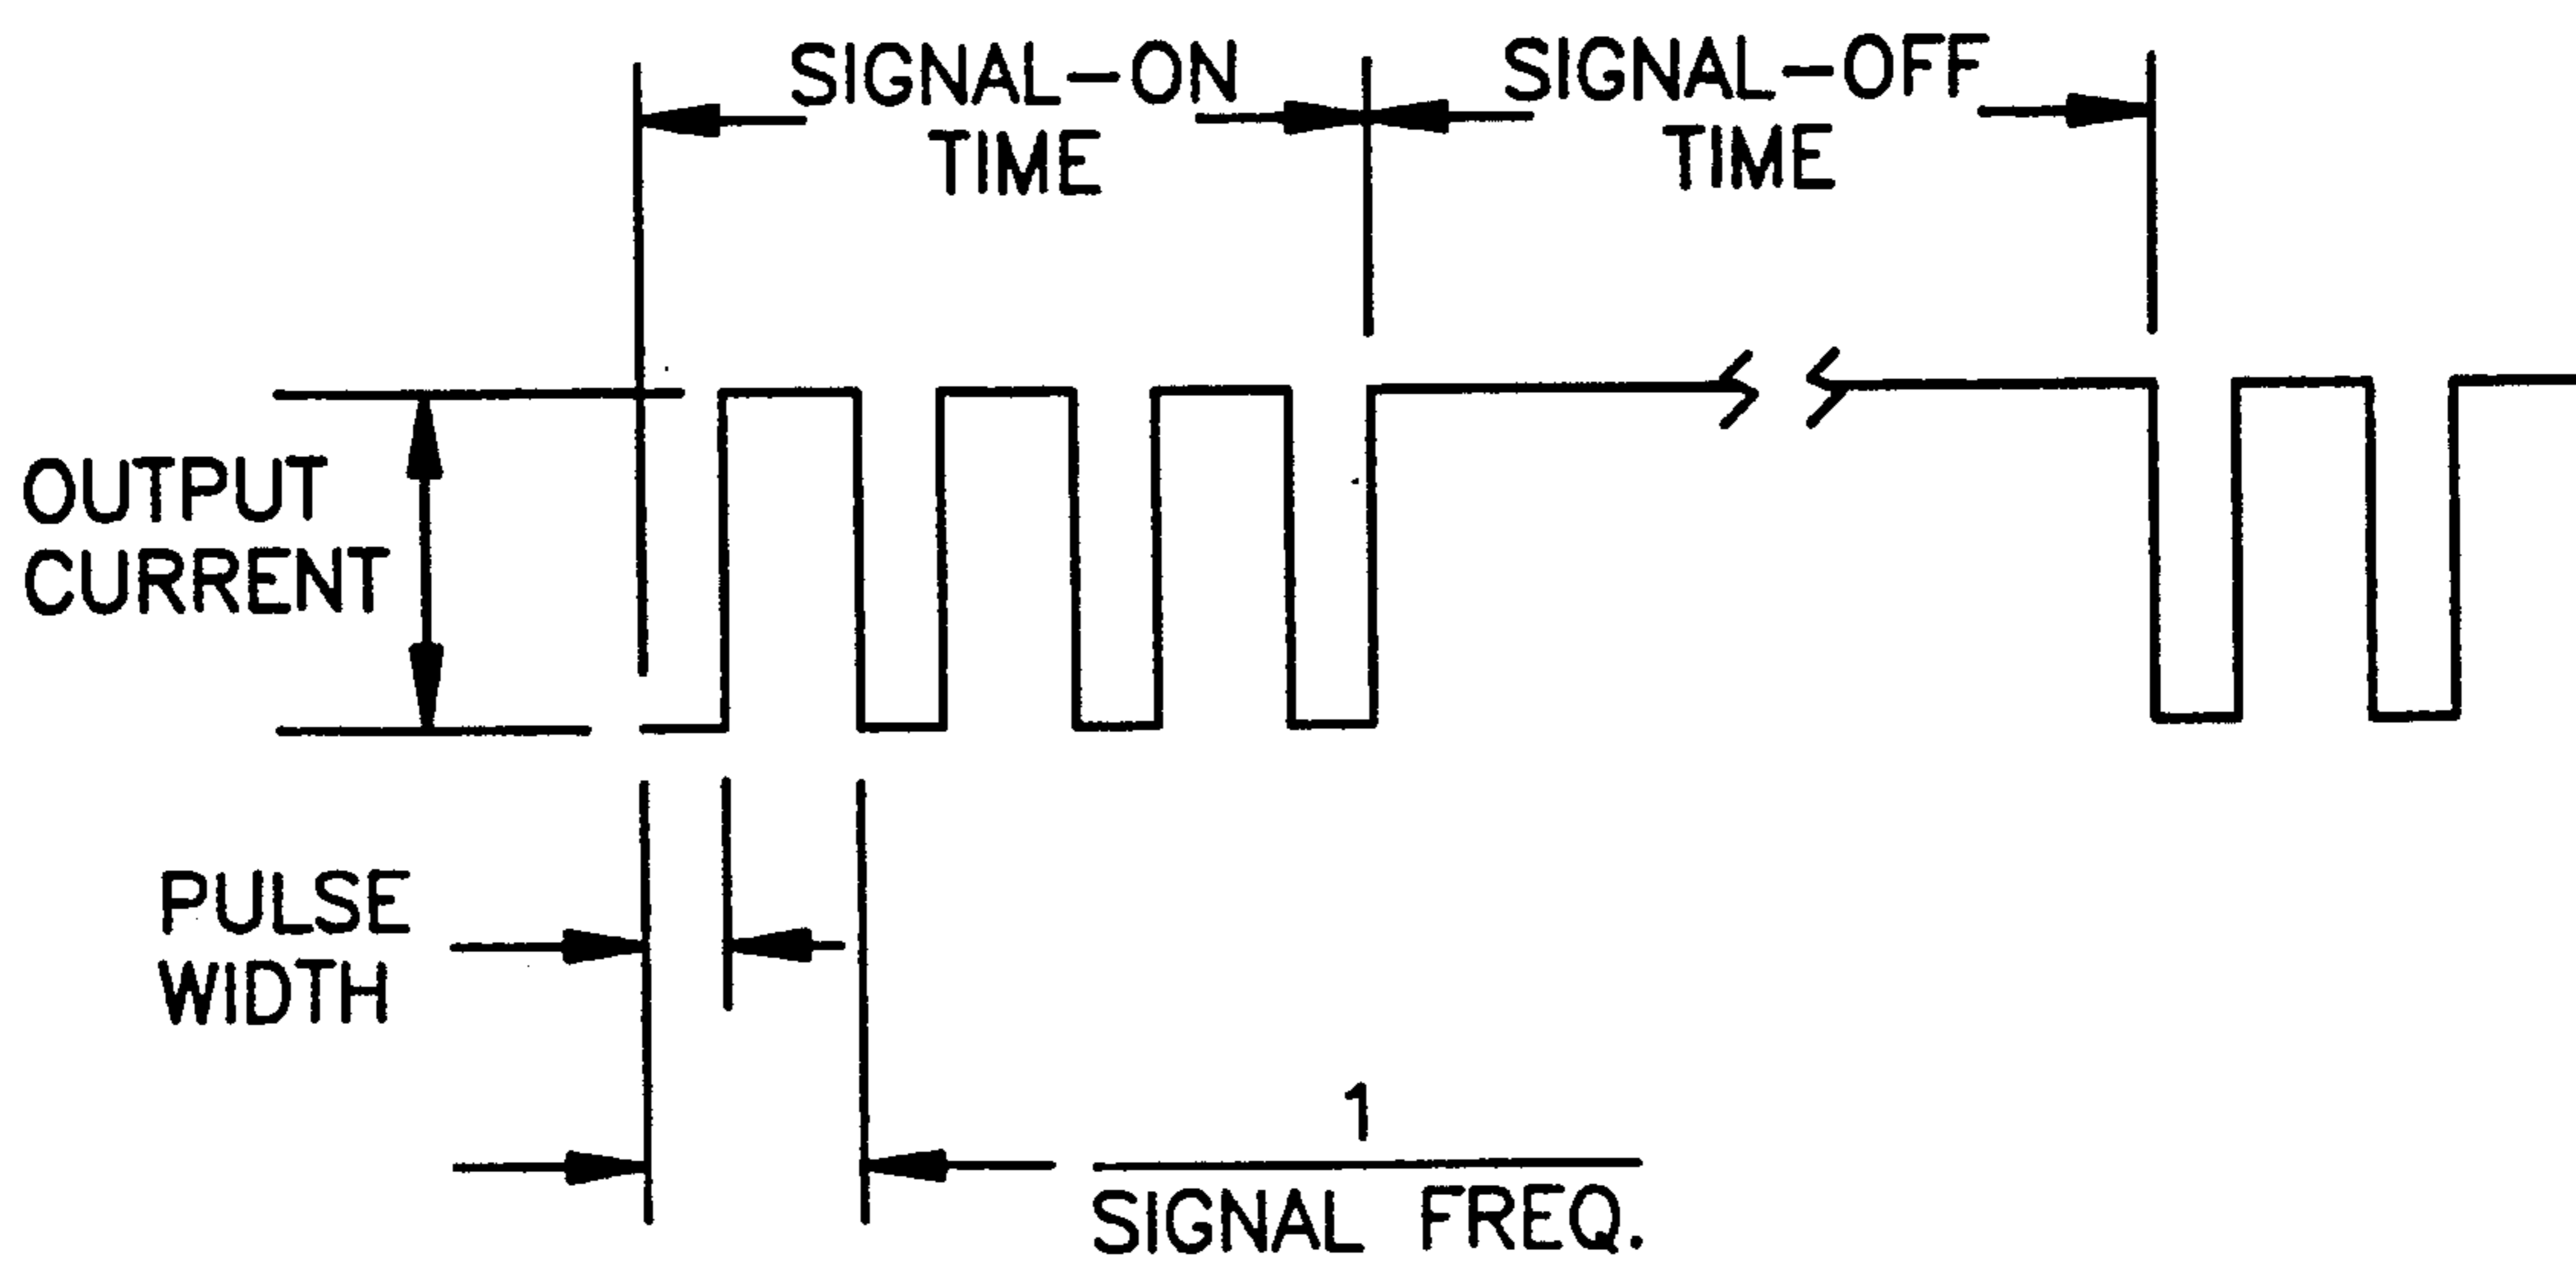 SIGNAL-ON
TIME
SIGNAL-OFF
TIME
OUTPUT
CURRENT
PULSE
WIDTH
1
SIGNAL FREQ.